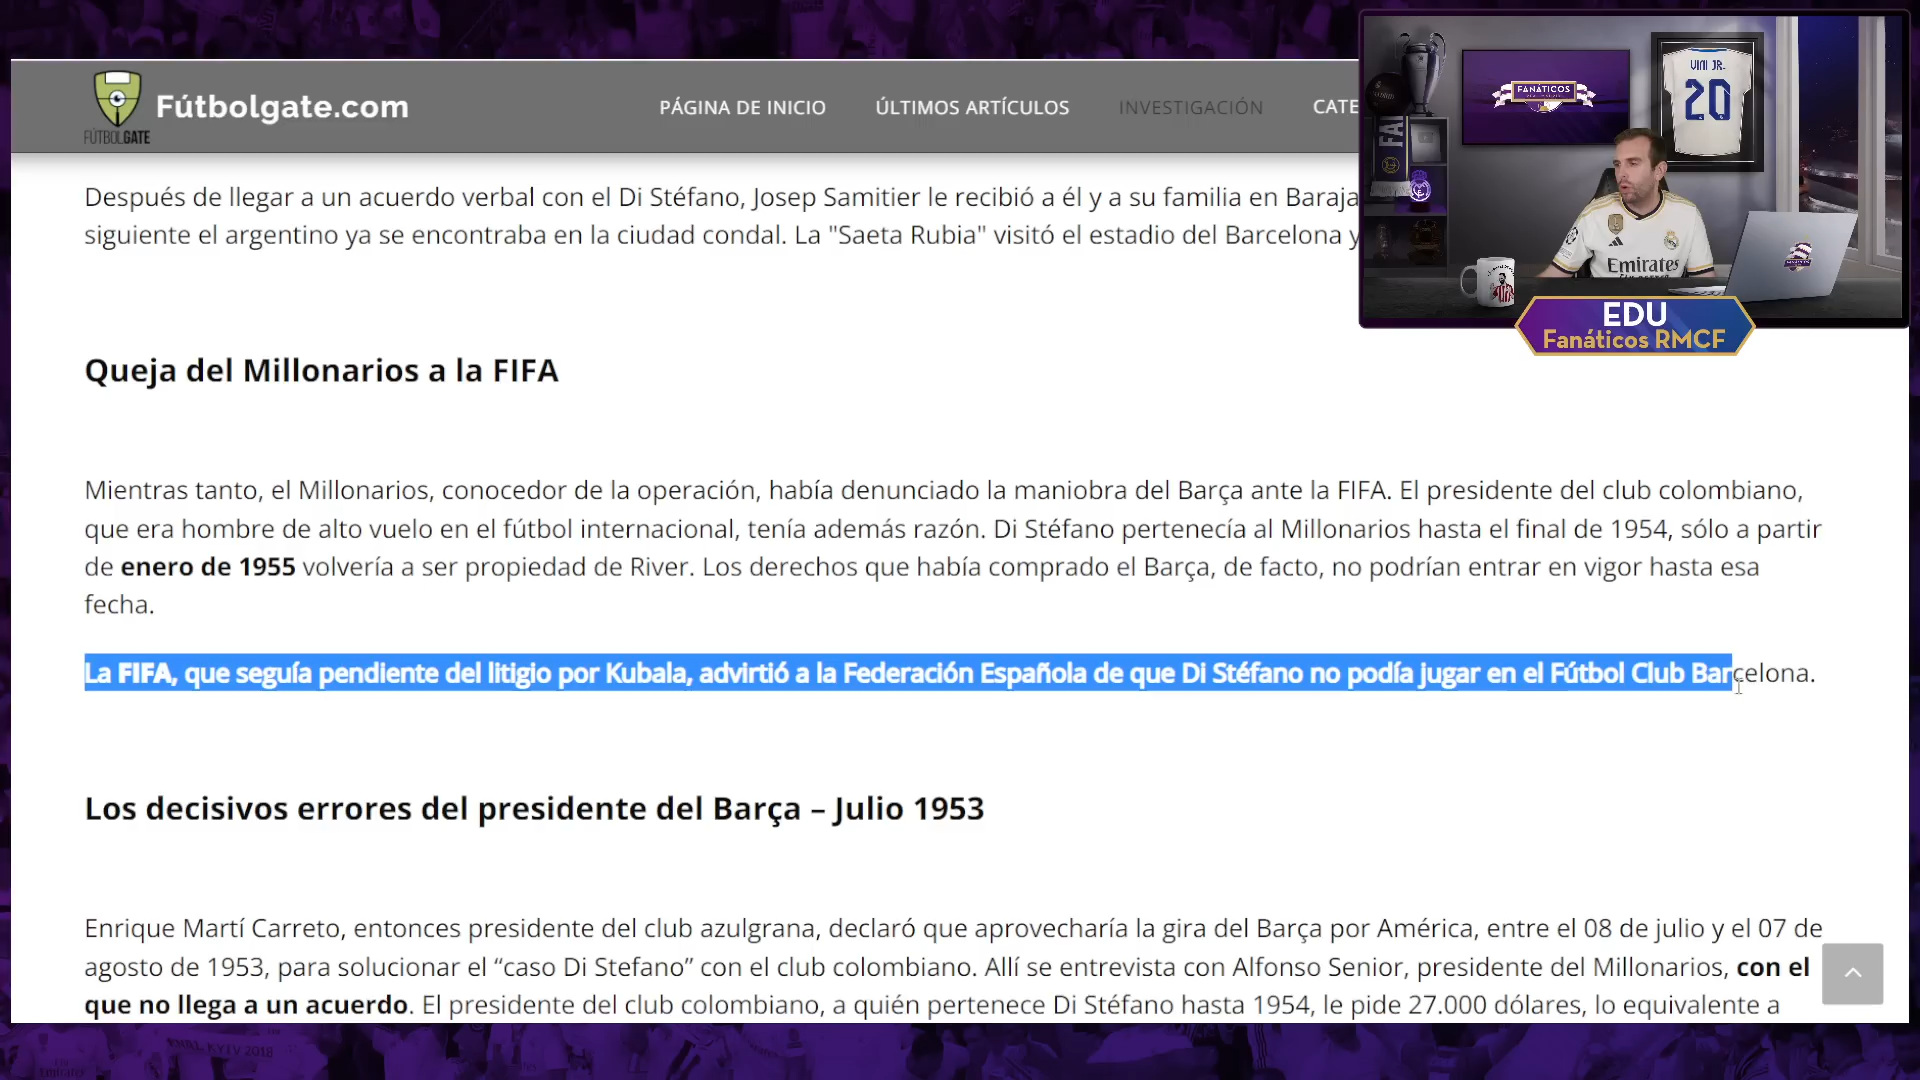 Fútbolgate.com
FÚTBOLGATE
PÁGINA DE INICIO
ÚLTIMOS ARTÍCULOS
INVESTIGACIÓN
CATE
FANÁTICOS
VINI JR.
20
Emirates
EDU
Fanáticos RMCF
Después de llegar a un acuerdo verbal con el Di Stéfano, Josep Samitier le recibió a él y a su familia en Baraja
siguiente el argentino ya se encontraba en la ciudad condal. La "Saeta Rubia" visitó el estadio del Barcelona y
Queja del Millonarios a la FIFA
Mientras tanto, el Millonarios, conocedor de la operación, había denunciado la maniobra del Barça ante la FIFA. El presidente del club colombiano,
que era hombre de alto vuelo en el fútbol internacional, tenía además razón. Di Stéfano pertenecía al Millonarios hasta el final de 1954, sólo a partir
de enero de 1955 volvería a ser propiedad de River. Los derechos que había comprado el Barça, de facto, no podrían entrar en vigor hasta esa
fecha.
La FIFA, que seguía pendiente del litigio por Kubala, advirtió a la Federación Española de que Di Stéfano no podía jugar en el Fútbol Club Barcelona.
Los decisivos errores del presidente del Barça – Julio 1953
Enrique Martí Carreto, entonces presidente del club azulgrana, declaró que aprovecharía la gira del Barça por América, entre el 08 de julio y el 07 de
agosto de 1953, para solucionar el “caso Di Stefano” con el club colombiano. Allí se entrevista con Alfonso Senior, presidente del Millonarios, con el
que no llega a un acuerdo. El presidente del club colombiano, a quién pertenece Di Stéfano hasta 1954, le pide 27.000 dólares, lo equivalente a
KYIV 2018